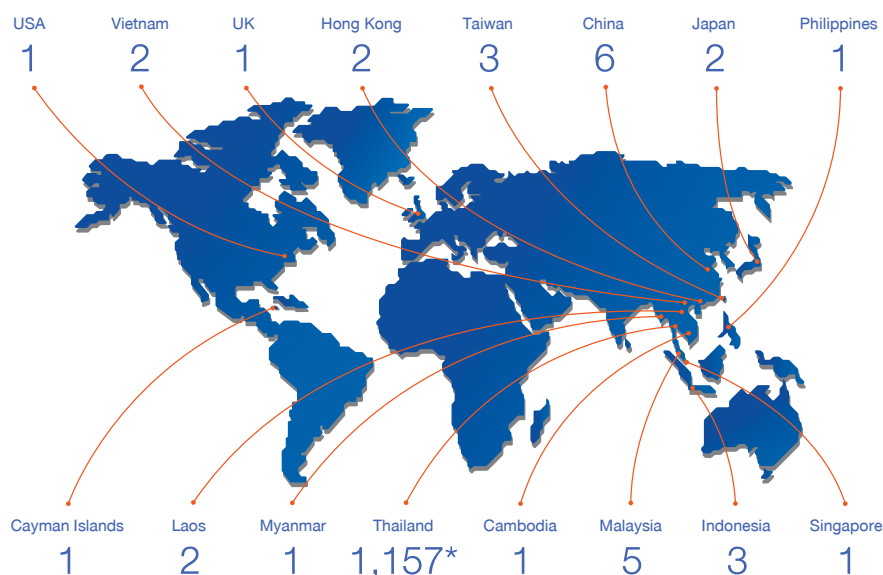 USA Vietnam UK Hong Kong Taiwan China Japan Philippines
1 2 1 2 3 6 2 1
Cayman Islands Laos Myanmar Thailand Cambodia Malaysia Indonesia Singapore
1 2 1 1,157* 1 5 3 1